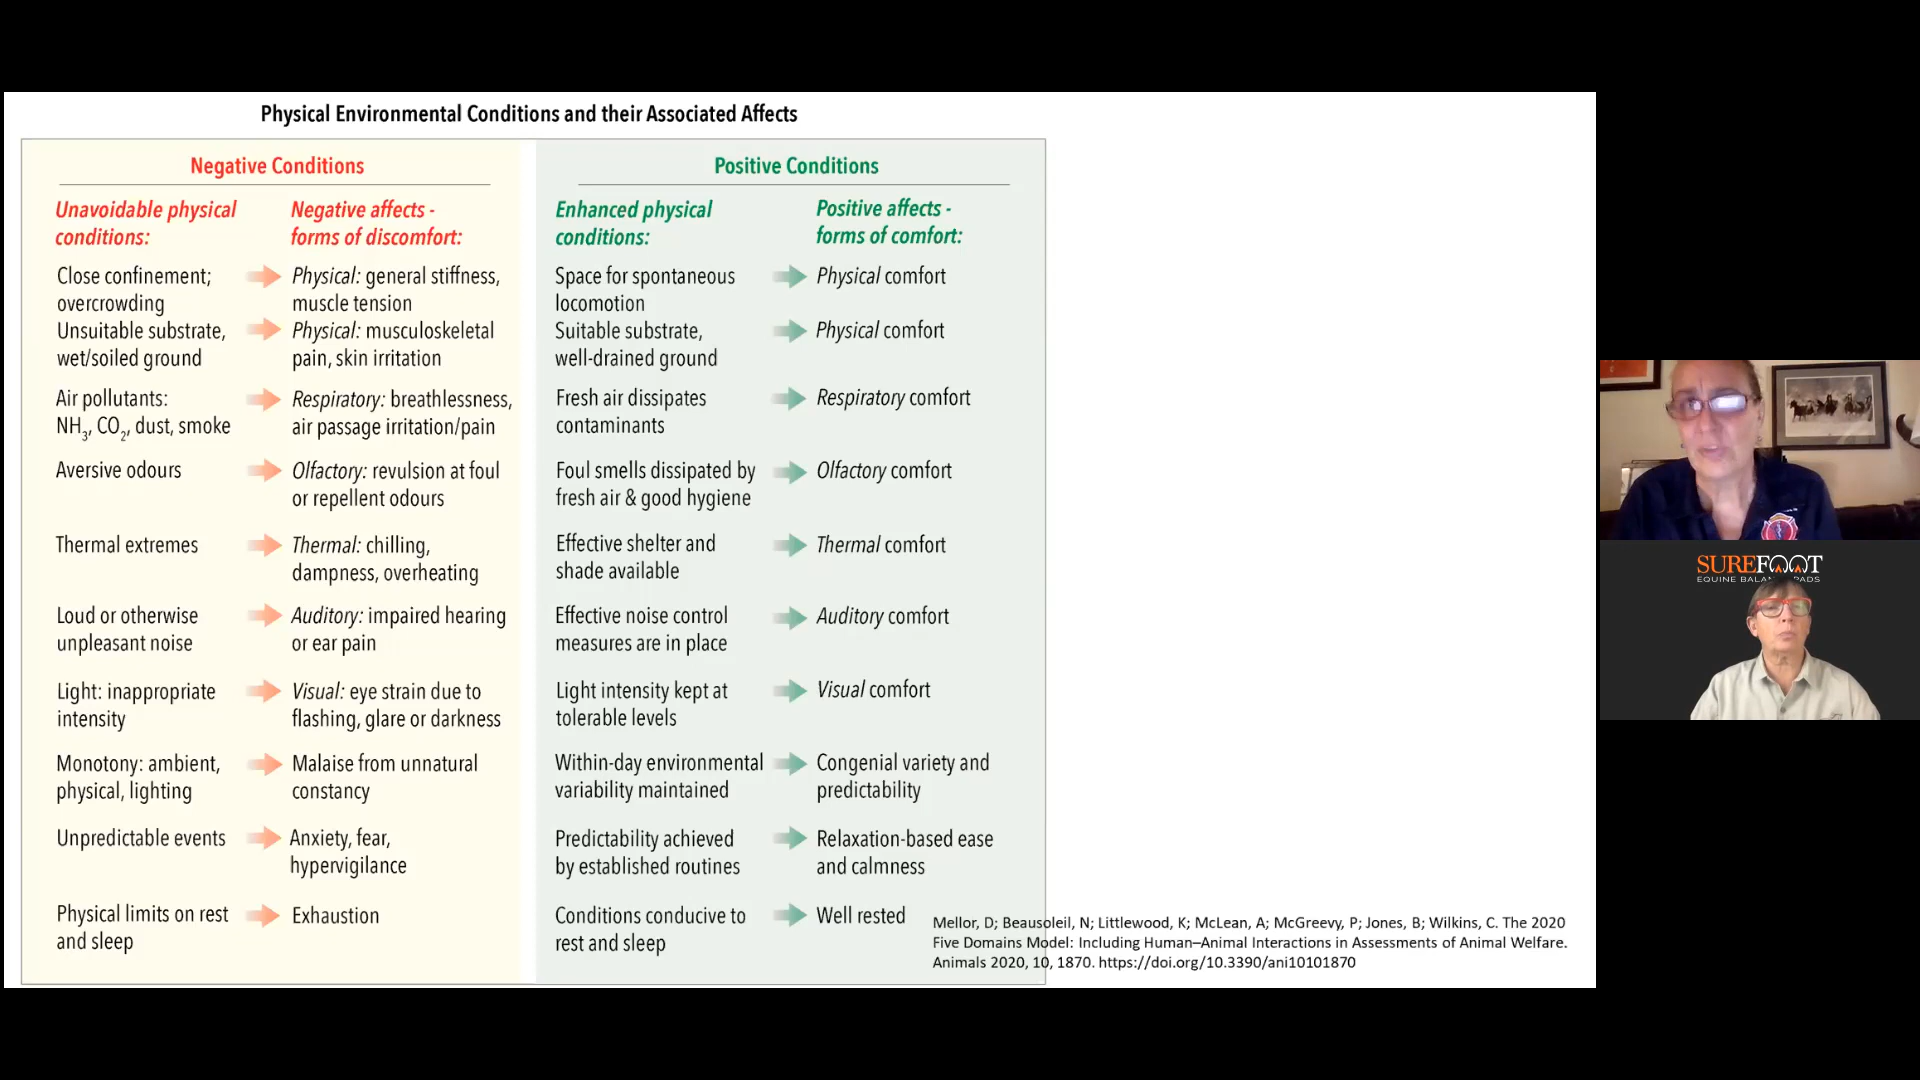 Physical Environmental Conditions and their Associated Affects
Negative Conditions
Unavoidable physical
conditions:
Negative affects -
forms of discomfort:
Close confinement;
overcrowding
Physical: general stiffness,
muscle tension
Unsuitable substrate,
wet/soiled ground
Physical: musculoskeletal
pain, skin irritation
Air pollutants:
NH3, CO2, dust, smoke
Respiratory: breathlessness,
air passage irritation/pain
Aversive odours
Olfactory: revulsion at foul
or repellent odours
Thermal extremes
Thermal: chilling,
dampness, overheating
Loud or otherwise
unpleasant noise
Auditory: impaired hearing
or ear pain
Light: inappropriate
intensity
Visual: eye strain due to
flashing, glare or darkness
Monotony: ambient,
physical, lighting
Malaise from unnatural
constancy
Unpredictable events
Anxiety, fear,
hypervigilance
Physical limits on rest
and sleep
Exhaustion
Positive Conditions
Enhanced physical
conditions:
Positive affects -
forms of comfort:
Space for spontaneous
locomotion
Physical comfort
Suitable substrate,
well-drained ground
Physical comfort
Fresh air dissipates
contaminants
Respiratory comfort
Foul smells dissipated by
fresh air & good hygiene
Olfactory comfort
Effective shelter and
shade available
Thermal comfort
Effective noise control
measures are in place
Auditory comfort
Light intensity kept at
tolerable levels
Visual comfort
Within-day environmental
variability maintained
Congenial variety and
predictability
Predictability achieved
by established routines
Relaxation-based ease
and calmness
Conditions conducive to
rest and sleep
Well rested
Mellor, D; Beausoleil, N; Littlewood, K; McLean, A; McGreevy, P; Jones, B; Wilkins, C. The 2020
Five Domains Model: Including Human–Animal Interactions in Assessments of Animal Welfare.
Animals 2020, 10, 1870. https://doi.org/10.3390/ani10101870
SUREFOOT
EQUINE